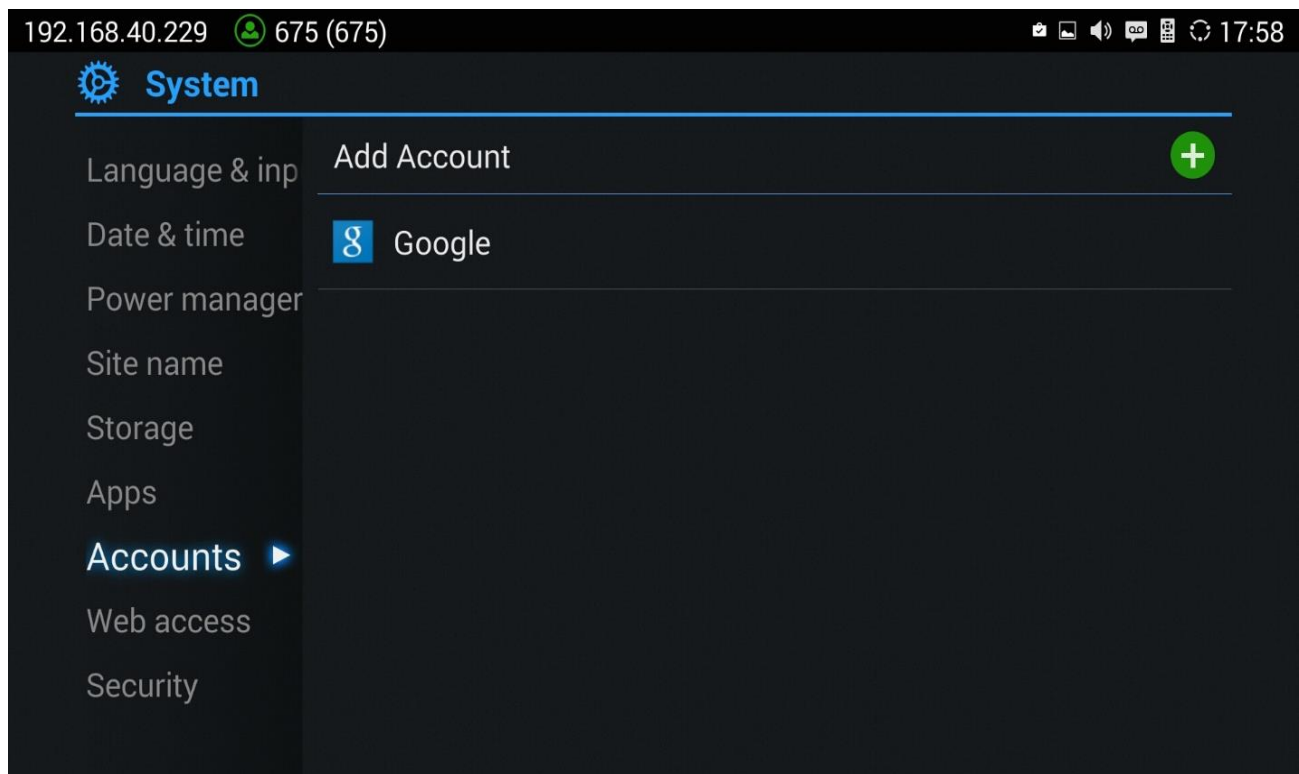 192.168.40.229 675 (675) 17:58
System
Language & inp
Date & time
Power manager
Site name
Storage
Apps
Accounts
Web access
Security
Add Account
g Google